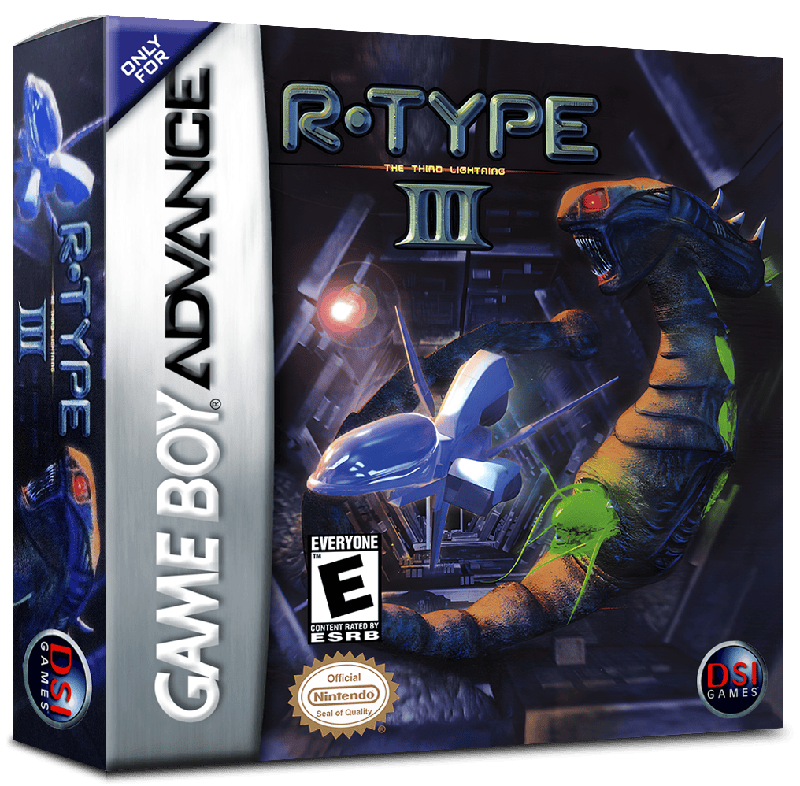 ONLY
FOR
GAME BOY ADVANCE
®
R•TYPE
THE THIRD LIGHTNING
III
EVERYONE
™
E
CONTENT RATED BY
ESRB
Official
Nintendo
Seal of Quality
®
DSI
GAMES
R•TYPE
III
DSI
GAMES